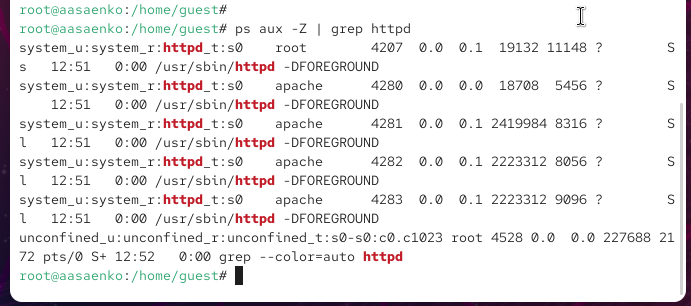 root@aasaenko:/home/guest#
root@aasaenko:/home/guest# ps aux -Z | grep httpd
system_u:system_r:httpd_t:s0    root        4207  0.0  0.1  19132 11148 ?        S
s   12:51   0:00 /usr/sbin/httpd -DFOREGROUND
system_u:system_r:httpd_t:s0    apache      4280  0.0  0.0  18708  5456 ?        S
    12:51   0:00 /usr/sbin/httpd -DFOREGROUND
system_u:system_r:httpd_t:s0    apache      4281  0.0  0.1 2419984 8316 ?        S
l   12:51   0:00 /usr/sbin/httpd -DFOREGROUND
system_u:system_r:httpd_t:s0    apache      4282  0.0  0.1 2223312 8056 ?        S
l   12:51   0:00 /usr/sbin/httpd -DFOREGROUND
system_u:system_r:httpd_t:s0    apache      4283  0.0  0.1 2223312 9096 ?        S
l   12:51   0:00 /usr/sbin/httpd -DFOREGROUND
unconfined_u:unconfined_r:unconfined_t:s0-s0:c0.c1023 root 4528 0.0  0.0 227688 21
72 pts/0 S+ 12:52   0:00 grep --color=auto httpd
root@aasaenko:/home/guest#